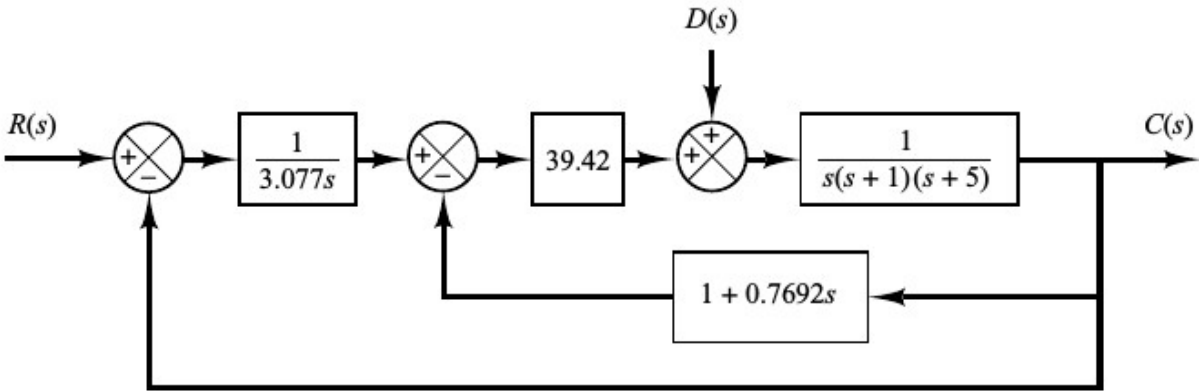 D(s)
R(s)
C(s)
+
−
1
3.077s
+
−
39.42
+
+
1
s(s + 1)(s + 5)
1 + 0.7692s